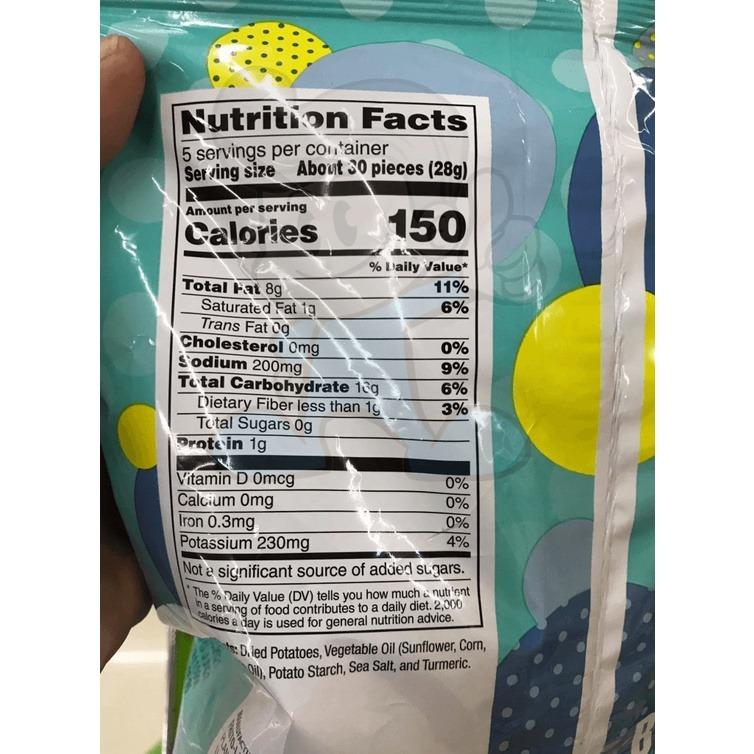 Nutrition Facts
5 servings per container
Serving size About 30 pieces (28g)
Amount per serving
Calories 150
% Daily Value*
Total Fat 8g 11%
Saturated Fat 1g 6%
Trans Fat 0g
Cholesterol 0mg 0%
Sodium 200mg 9%
Total Carbohydrate 6%
Dietary Fiber less than 1g 3%
Total Sugars 0g
Protein 1g
Vitamin D 0mcg 0%
Calcium 0mg 0%
Iron 0.3mg 0%
Potassium 230mg 4%
Not a significant source of added sugars.
* The % Daily Value (DV) tells you how much a nutrient
in a serving of food contributes to a daily diet. 2,000
calories a day is used for general nutrition advice.
Dried Potatoes, Vegetable Oil (Sunflower, Corn,
Oil), Potato Starch, Sea Salt, and Turmeric.